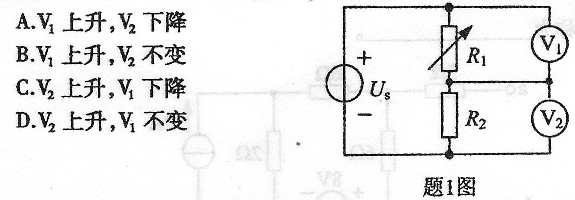 A.V₁ 上升,V₂ 下降
B.V₁ 上升,V₂ 不变
C.V₂ 上升,V₁ 下降
D.V₂ 上升,V₁ 不变
+
Uₛ
−
R₁
V₁
R₂
V₂
题1图